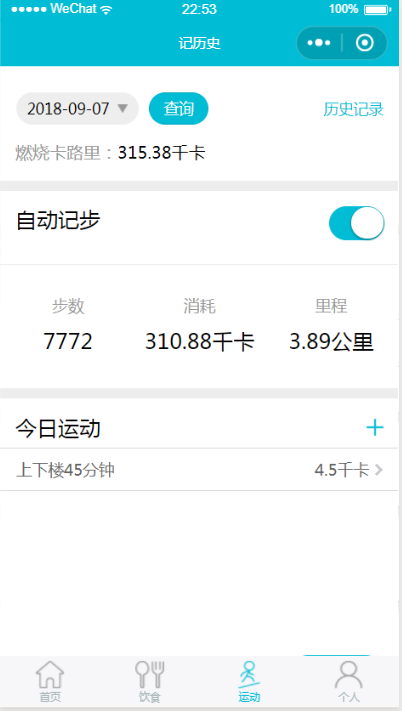 WeChat 22:53 100%
记历史
2018-09-07 查询 历史记录
燃烧卡路里：315.38千卡
自动记步
步数 消耗 里程
7772 310.88千卡 3.89公里
今日运动 +
上下楼45分钟 4.5千卡
首页 饮食 运动 个人